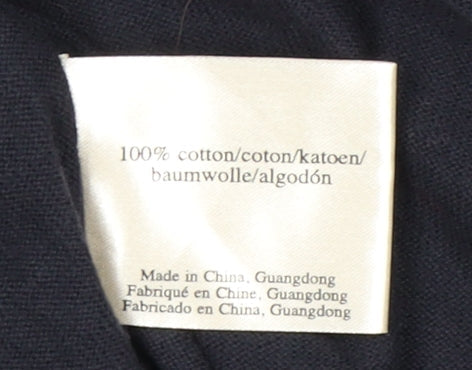 100% cotton/coton/katoen/
baumwolle/algodón
Made in China, Guangdong
Fabriqué en Chine, Guangdong
Fabricado en China, Guangdong